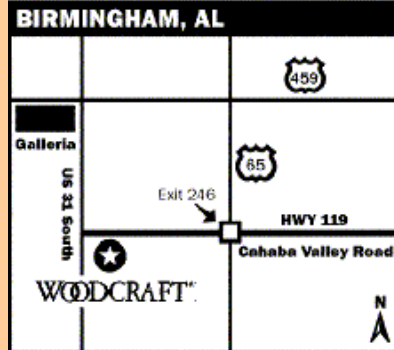 BIRMINGHAM, AL
459
Galleria
65
US 31 South
Exit 246
HWY 119
Cahaba Valley Road
WOODCRAFT
N